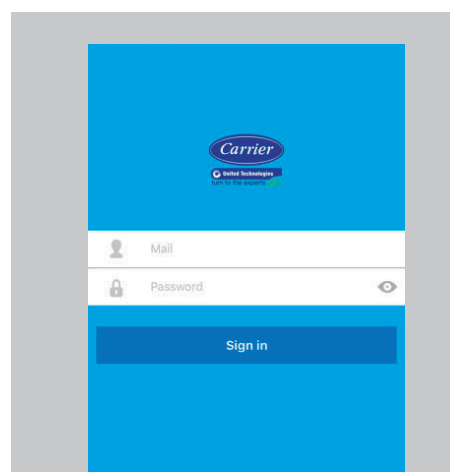 Carrier
United Technologies
turn to the experts
Mail
Password
Sign in